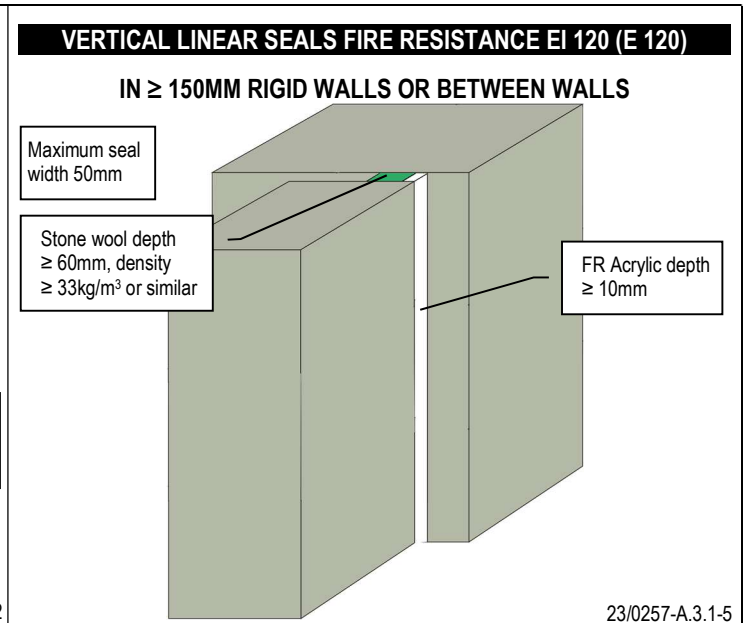 VERTICAL LINEAR SEALS FIRE RESISTANCE EI 120 (E 120)
IN ≥ 150MM RIGID WALLS OR BETWEEN WALLS
Maximum seal
width 50mm
Stone wool depth
≥ 60mm, density
≥ 33kg/m³ or similar
FR Acrylic depth
≥ 10mm
2
23/0257-A.3.1-5